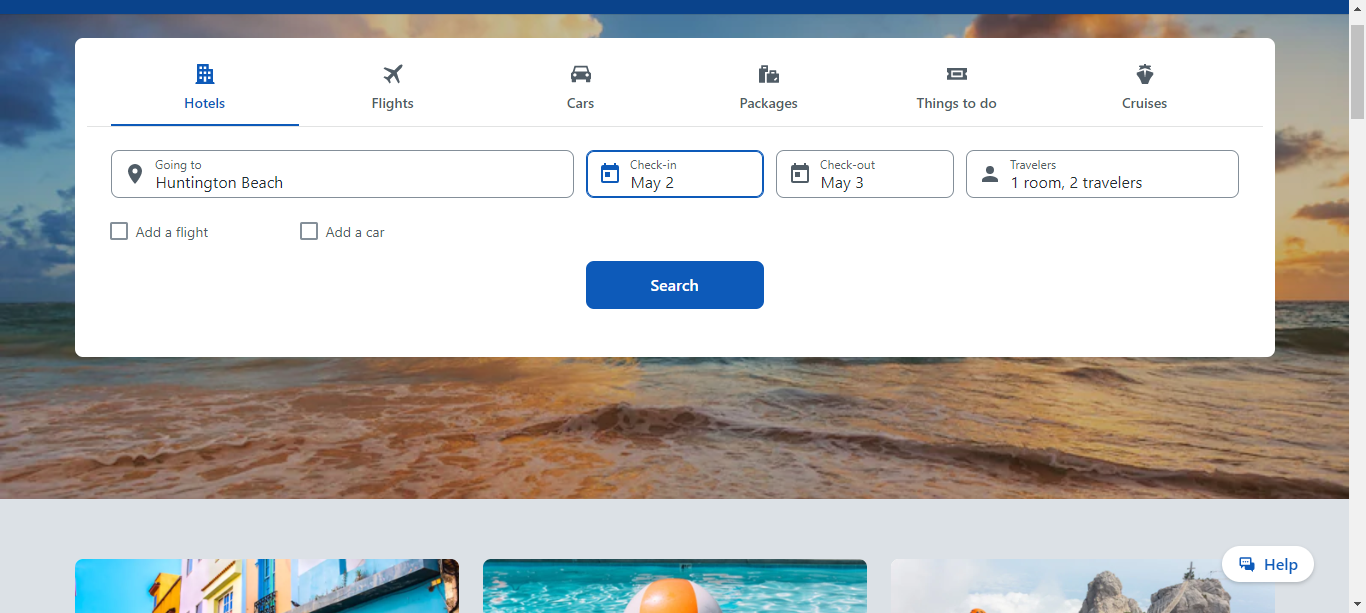 Hotels
Flights
Cars
Packages
Things to do
Cruises
Going to
Huntington Beach
Check-in
May 2
Check-out
May 3
Travelers
1 room, 2 travelers
Add a flight
Add a car
Search
Help